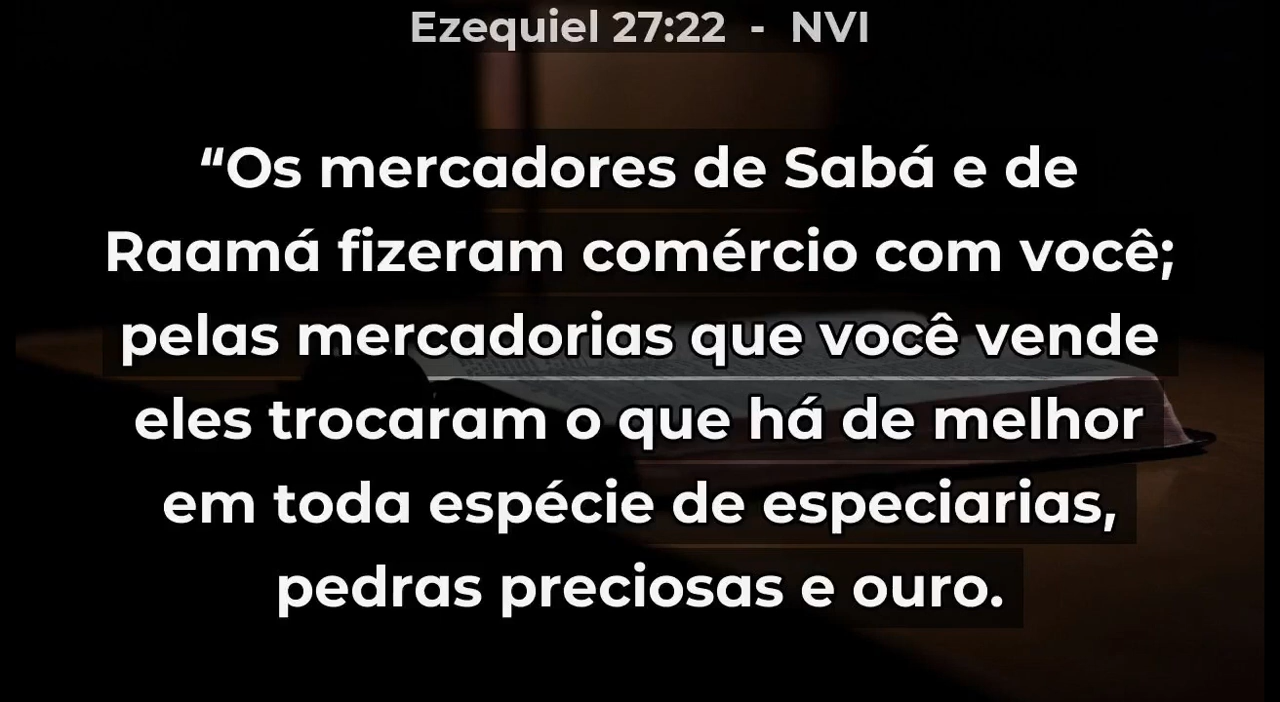 Ezequiel 27:22 - NVI
“Os mercadores de Sabá e de
Raamá fizeram comércio com você;
pelas mercadorias que você vende
eles trocaram o que há de melhor
em toda espécie de especiarias,
pedras preciosas e ouro.